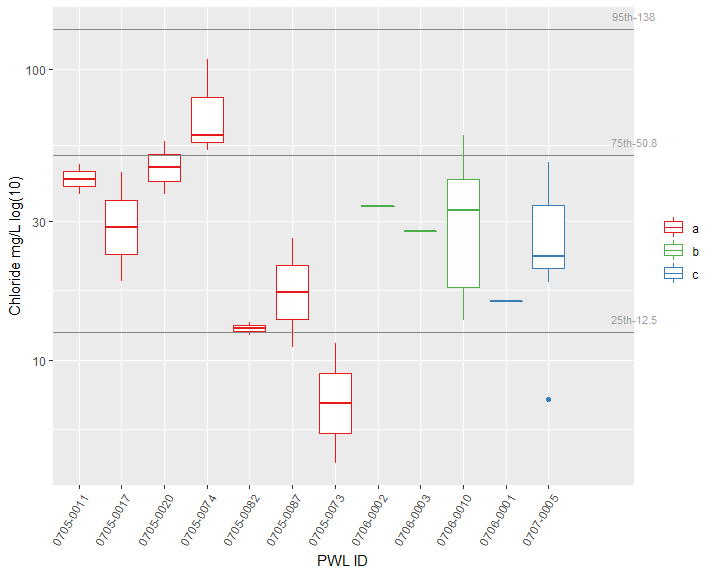 95th-138
100
75th-50.8
30
25th-12.5
10
Chloride mg/L log(10)
a
b
c
0705-0011
0705-0017
0705-0020
0705-0074
0705-0082
0705-0087
0705-0073
0706-0002
0706-0003
0706-0010
0706-0001
0707-0005
PWL ID